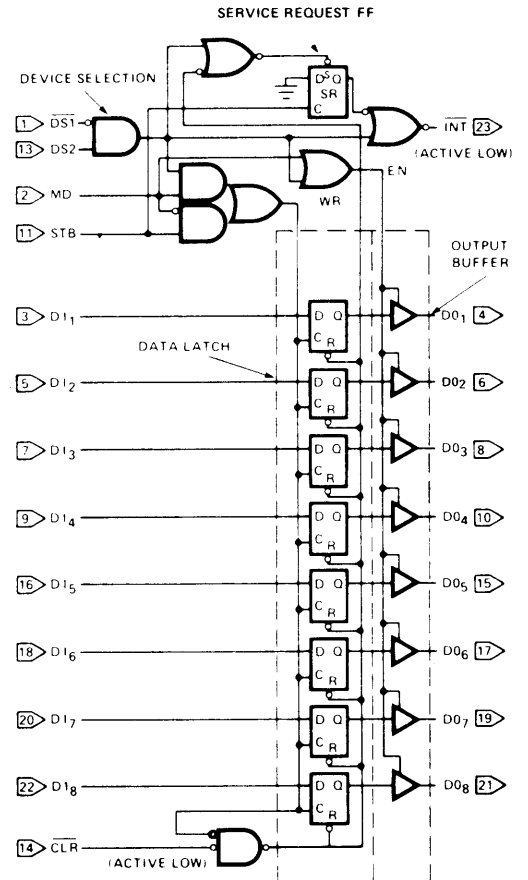 SERVICE REQUEST FF
DEVICE SELECTION
D S Q
SR
C
1 DS1
13 DS2
INT 23
(ACTIVE LOW)
EN
2 MD
WR
11 STB
OUTPUT
BUFFER
3 DI1 D Q C R DO1 4
DATA LATCH
5 DI2 D Q C R DO2 6
7 DI3 D Q C R DO3 8
9 DI4 D Q C R DO4 10
16 DI5 D Q C R DO5 15
18 DI6 D Q C R DO6 17
20 DI7 D Q C R DO7 19
22 DI8 D Q C R DO8 21
14 CLR
(ACTIVE LOW)